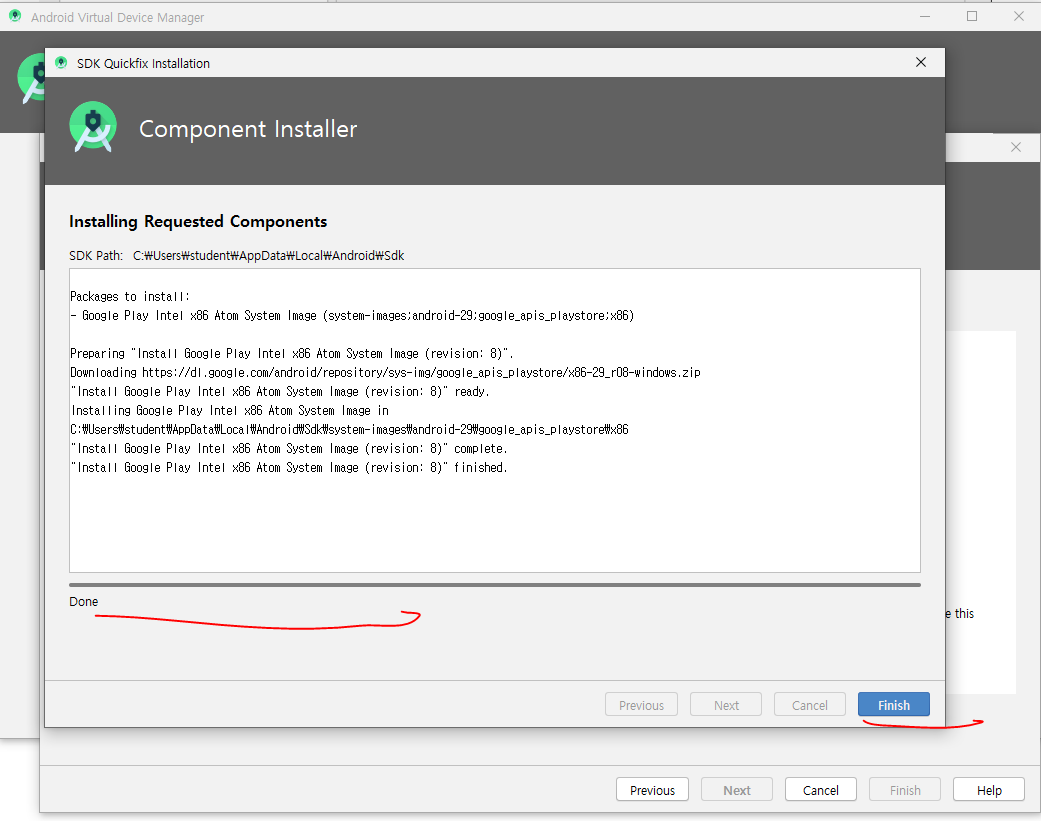 Android Virtual Device Manager
SDK Quickfix Installation
Component Installer
Installing Requested Components
SDK Path: C:₩Users₩student₩AppData₩Local₩Android₩Sdk
Packages to install:
- Google Play Intel x86 Atom System Image (system-images;android-29;google_apis_playstore;x86)
Preparing "Install Google Play Intel x86 Atom System Image (revision: 8)".
Downloading https://dl.google.com/android/repository/sys-img/google_apis_playstore/x86-29_r08-windows.zip
"Install Google Play Intel x86 Atom System Image (revision: 8)" ready.
Installing Google Play Intel x86 Atom System Image in
C:₩Users₩student₩AppData₩Local₩Android₩Sdk₩system-images₩android-29₩google_apis_playstore₩x86
"Install Google Play Intel x86 Atom System Image (revision: 8)" complete.
"Install Google Play Intel x86 Atom System Image (revision: 8)" finished.
Done
e this
Previous Next Cancel Finish
Previous Next Cancel Finish Help